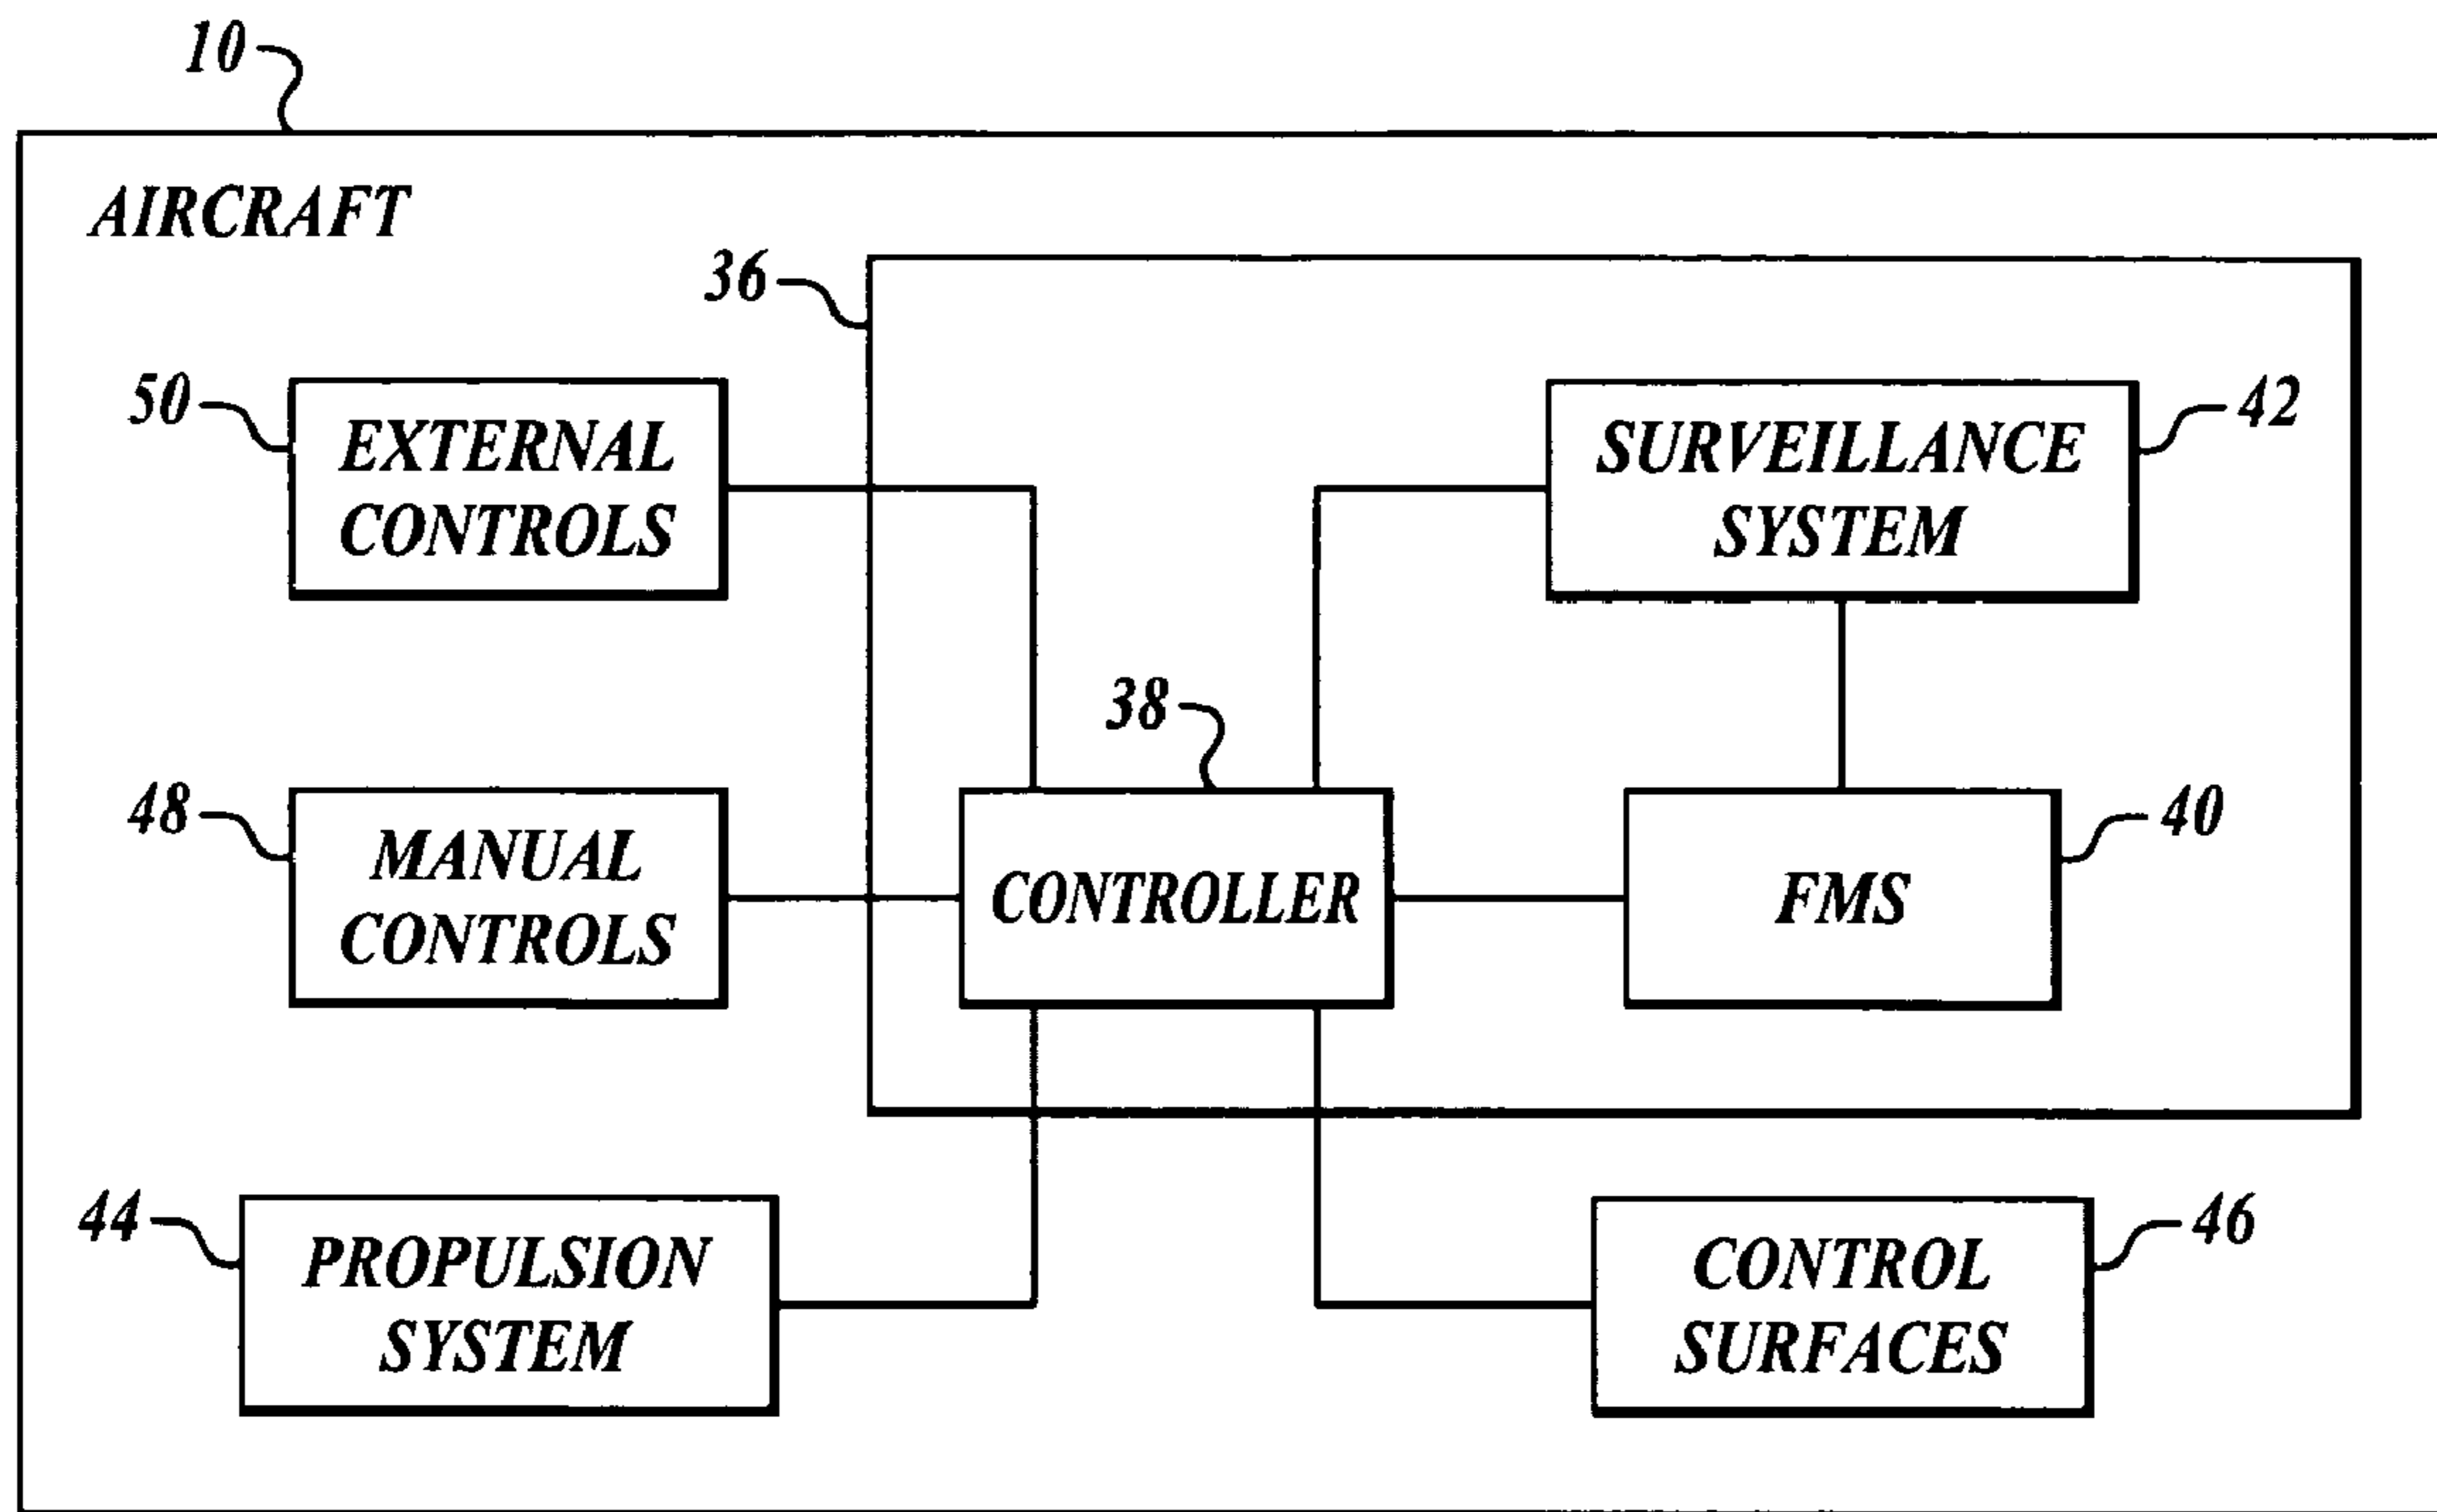 10
AIRCRAFT
36
50
EXTERNAL
CONTROLS
42
SURVEILLANCE
SYSTEM
38
48
MANUAL
CONTROLS
CONTROLLER
40
FMS
44
PROPULSION
SYSTEM
46
CONTROL
SURFACES